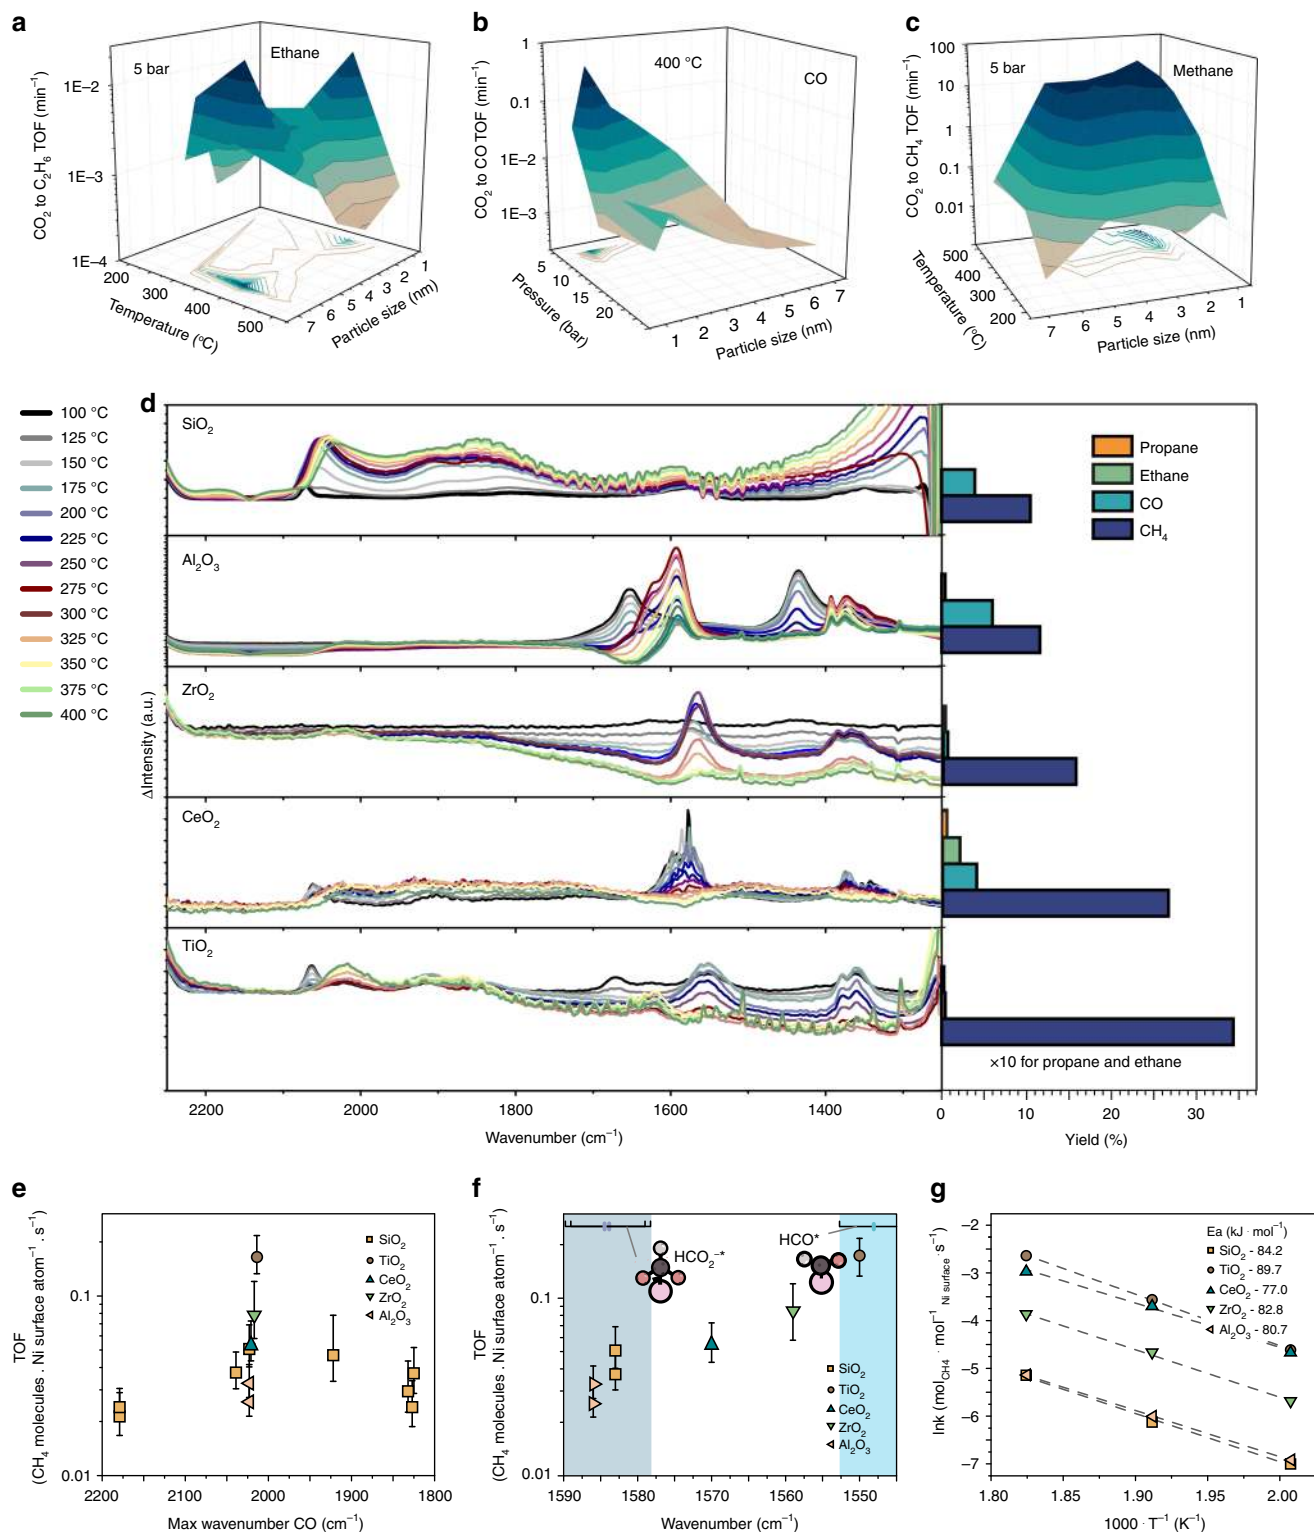 a
5 bar
Ethane
CO₂ to C₂H₆ TOF (min⁻¹)
1E−2
1E−3
1E−4
200
300
400
500
Temperature (°C)
7
6
5
4
3
2
1
Particle size (nm)
b
400 °C
CO
CO₂ to CO TOF (min⁻¹)
1
0.1
1E−2
1E−3
5
10
15
20
Pressure (bar)
1
2
3
4
5
6
7
Particle size (nm)
c
5 bar
Methane
CO₂ to CH₄ TOF (min⁻¹)
100
10
1
0.1
0.01
500
400
300
200
Temperature (°C)
7
6
5
4
3
2
1
Particle size (nm)
100 °C
125 °C
150 °C
175 °C
200 °C
225 °C
250 °C
275 °C
300 °C
325 °C
350 °C
375 °C
400 °C
d
ΔIntensity (a.u.)
SiO₂
Al₂O₃
ZrO₂
CeO₂
TiO₂
2200
2000
1800
1600
1400
Wavenumber (cm⁻¹)
Propane
Ethane
CO
CH₄
×10 for propane and ethane
0
10
20
30
Yield (%)
e
TOF
(CH₄ molecules . Ni surface atom⁻¹ . s⁻¹)
0.1
0.01
SiO₂
TiO₂
CeO₂
ZrO₂
Al₂O₃
2200
2100
2000
1900
1800
Max wavenumber CO (cm⁻¹)
f
TOF
(CH₄ molecules . Ni surface atom⁻¹ . s⁻¹)
0.1
0.01
HCO₂⁻*
HCO*
SiO₂
TiO₂
CeO₂
ZrO₂
Al₂O₃
1590
1580
1570
1560
1550
Wavenumber (cm⁻¹)
g
lnk (mol_CH₄ · mol⁻¹_Ni surface · s⁻¹)
−2
−3
−4
−5
−6
−7
Ea (kJ · mol⁻¹)
SiO₂ - 84.2
TiO₂ - 89.7
CeO₂ - 77.0
ZrO₂ - 82.8
Al₂O₃ - 80.7
1.80
1.85
1.90
1.95
2.00
1000 · T⁻¹ (K⁻¹)